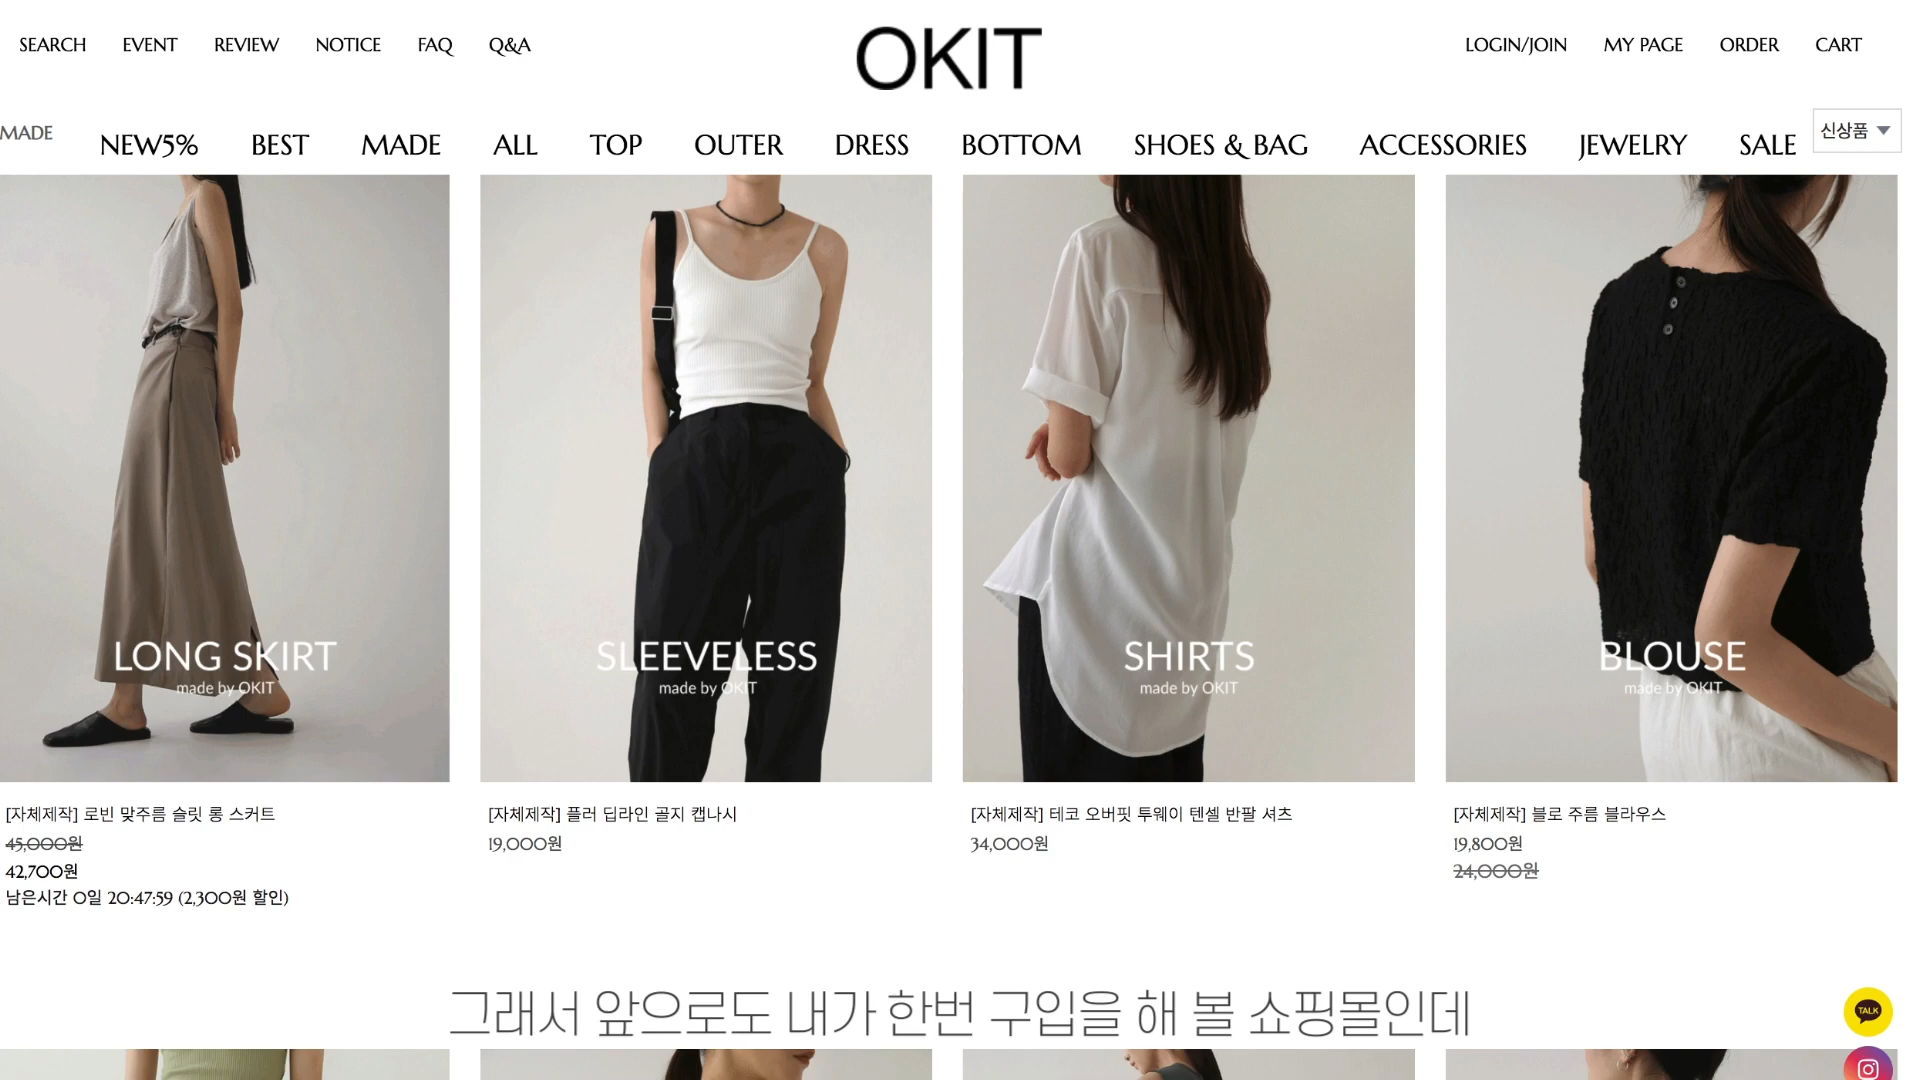 SEARCH EVENT REVIEW NOTICE FAQ Q&A
OKIT
LOGIN/JOIN MY PAGE ORDER CART
MADE
NEW5% BEST MADE ALL TOP OUTER DRESS BOTTOM SHOES & BAG ACCESSORIES JEWELRY SALE
신상품
LONG SKIRT
made by OKIT
SLEEVELESS
made by OKIT
SHIRTS
made by OKIT
BLOUSE
made by OKIT
[자체제작] 로빈 맞주름 슬릿 롱 스커트
45,000원
42,700원
남은시간 0일 20:47:59 (2,300원 할인)
[자체제작] 플러 딥라인 골지 캡나시
19,000원
[자체제작] 테코 오버핏 투웨이 텐셀 반팔 셔츠
34,000원
[자체제작] 블로 주름 블라우스
19,800원
24,000원
그래서 앞으로도 내가 한번 구입을 해 볼 쇼핑몰인데
TALK